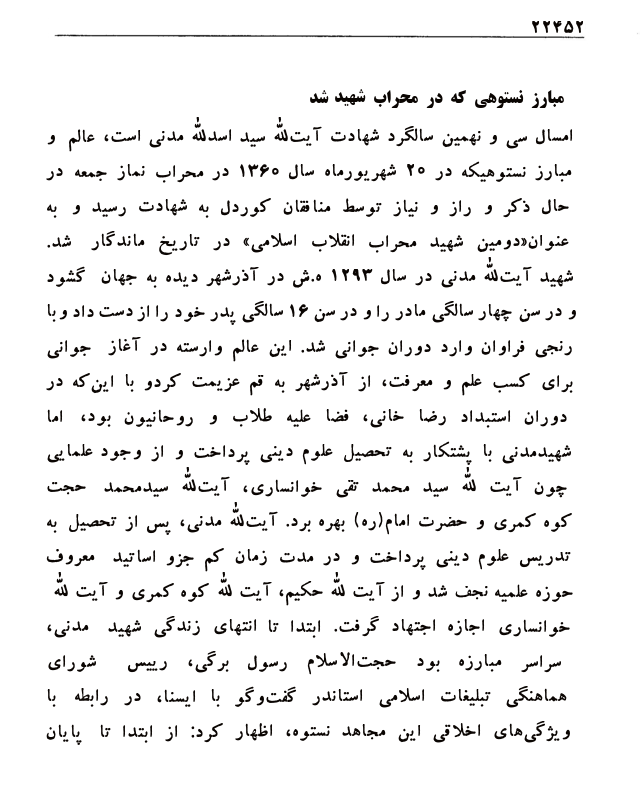 ۲۲۴۵۲
مبارز نستوهی که در محراب شهید شد
امسال سی و نهمین سالگرد شهادت آیت‌الله سید اسدالله مدنی است، عالم و
مبارز نستوهیکه در ۲۰ شهریورماه سال ۱۳۶۰ در محراب نماز جمعه در
حال ذکر و راز و نیاز توسط منافقان کوردل به شهادت رسید و به
عنوان«دومین شهید محراب انقلاب اسلامی» در تاریخ ماندگار شد.
شهید آیت‌الله مدنی در سال ۱۲۹۳ ه.ش در آذرشهر دیده به جهان گشود
و در سن چهار سالگی مادر را و در سن ۱۶ سالگی پدر خود را از دست داد و با
رنجی فراوان وارد دوران جوانی شد. این عالم وارسته در آغاز جوانی
برای کسب علم و معرفت، از آذرشهر به قم عزیمت کردو با این‌که در
دوران استبداد رضا خانی، فضا علیه طلاب و روحانیون بود، اما
شهیدمدنی با پشتکار به تحصیل علوم دینی پرداخت و از وجود علمایی
چون آیت الله سید محمد تقی خوانساری، آیت‌الله سیدمحمد حجت
کوه کمری و حضرت امام(ره) بهره برد. آیت‌الله مدنی، پس از تحصیل به
تدریس علوم دینی پرداخت و در مدت زمان کم جزو اساتید معروف
حوزه علمیه نجف شد و از آیت الله حکیم، آیت الله کوه کمری و آیت الله
خوانساری اجازه اجتهاد گرفت. ابتدا تا انتهای زندگی شهید مدنی،
سراسر مبارزه بود حجت‌الاسلام رسول برگی، رییس شورای
هماهنگی تبلیغات اسلامی استاندر گفت‌وگو با ایسنا، در رابطه با
ویژگی‌های اخلاقی این مجاهد نستوه، اظهار کرد: از ابتدا تا پایان